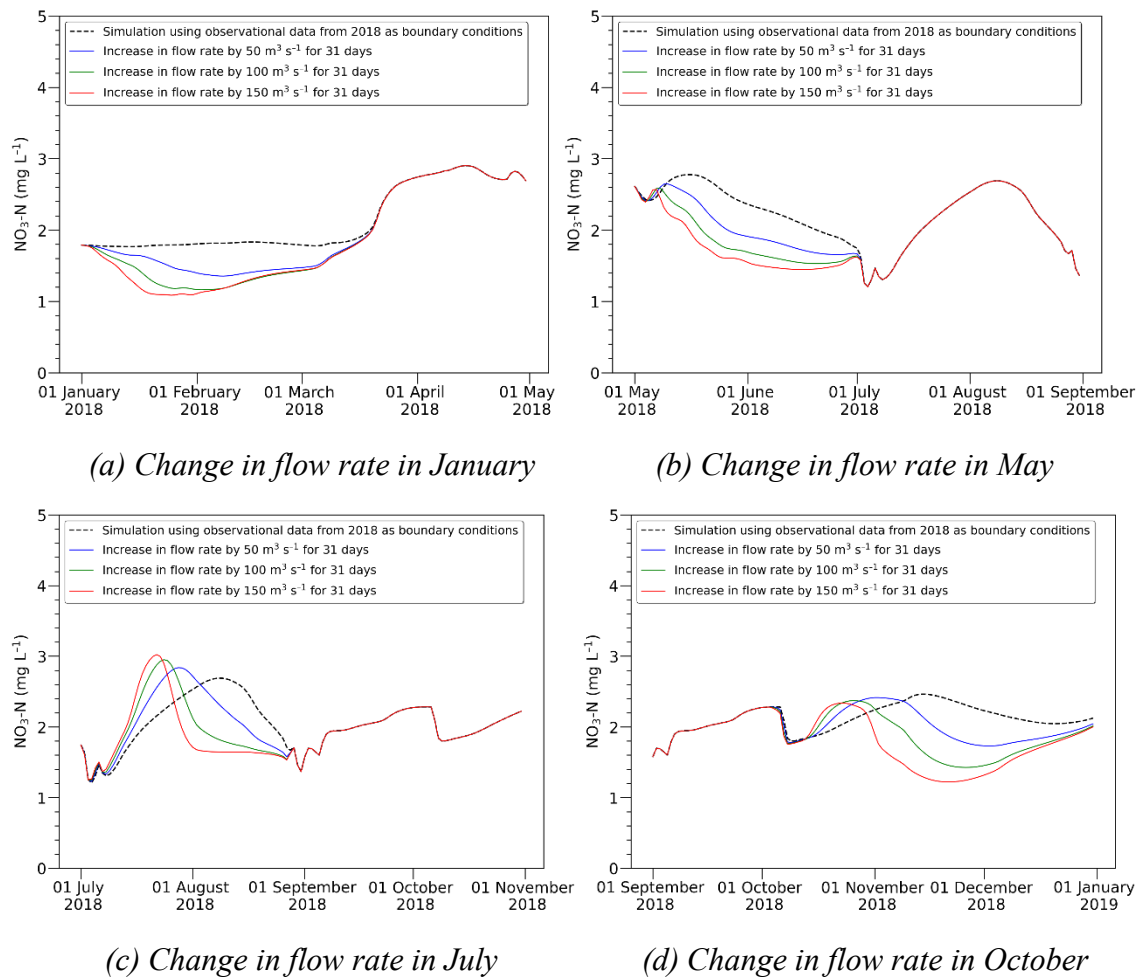 Simulation using observational data from 2018 as boundary conditions
Increase in flow rate by 50 m³ s⁻¹ for 31 days
Increase in flow rate by 100 m³ s⁻¹ for 31 days
Increase in flow rate by 150 m³ s⁻¹ for 31 days
NO₃-N (mg L⁻¹)
5
4
3
2
1
0
01 January
2018
01 February
2018
01 March
2018
01 April
2018
01 May
2018
(a) Change in flow rate in January
Simulation using observational data from 2018 as boundary conditions
Increase in flow rate by 50 m³ s⁻¹ for 31 days
Increase in flow rate by 100 m³ s⁻¹ for 31 days
Increase in flow rate by 150 m³ s⁻¹ for 31 days
NO₃-N (mg L⁻¹)
5
4
3
2
1
0
01 May
2018
01 June
2018
01 July
2018
01 August
2018
01 September
2018
(b) Change in flow rate in May
Simulation using observational data from 2018 as boundary conditions
Increase in flow rate by 50 m³ s⁻¹ for 31 days
Increase in flow rate by 100 m³ s⁻¹ for 31 days
Increase in flow rate by 150 m³ s⁻¹ for 31 days
NO₃-N (mg L⁻¹)
5
4
3
2
1
0
01 July
2018
01 August
2018
01 September
2018
01 October
2018
01 November
2018
(c) Change in flow rate in July
Simulation using observational data from 2018 as boundary conditions
Increase in flow rate by 50 m³ s⁻¹ for 31 days
Increase in flow rate by 100 m³ s⁻¹ for 31 days
Increase in flow rate by 150 m³ s⁻¹ for 31 days
NO₃-N (mg L⁻¹)
5
4
3
2
1
0
01 September
2018
01 October
2018
01 November
2018
01 December
2018
01 January
2019
(d) Change in flow rate in October